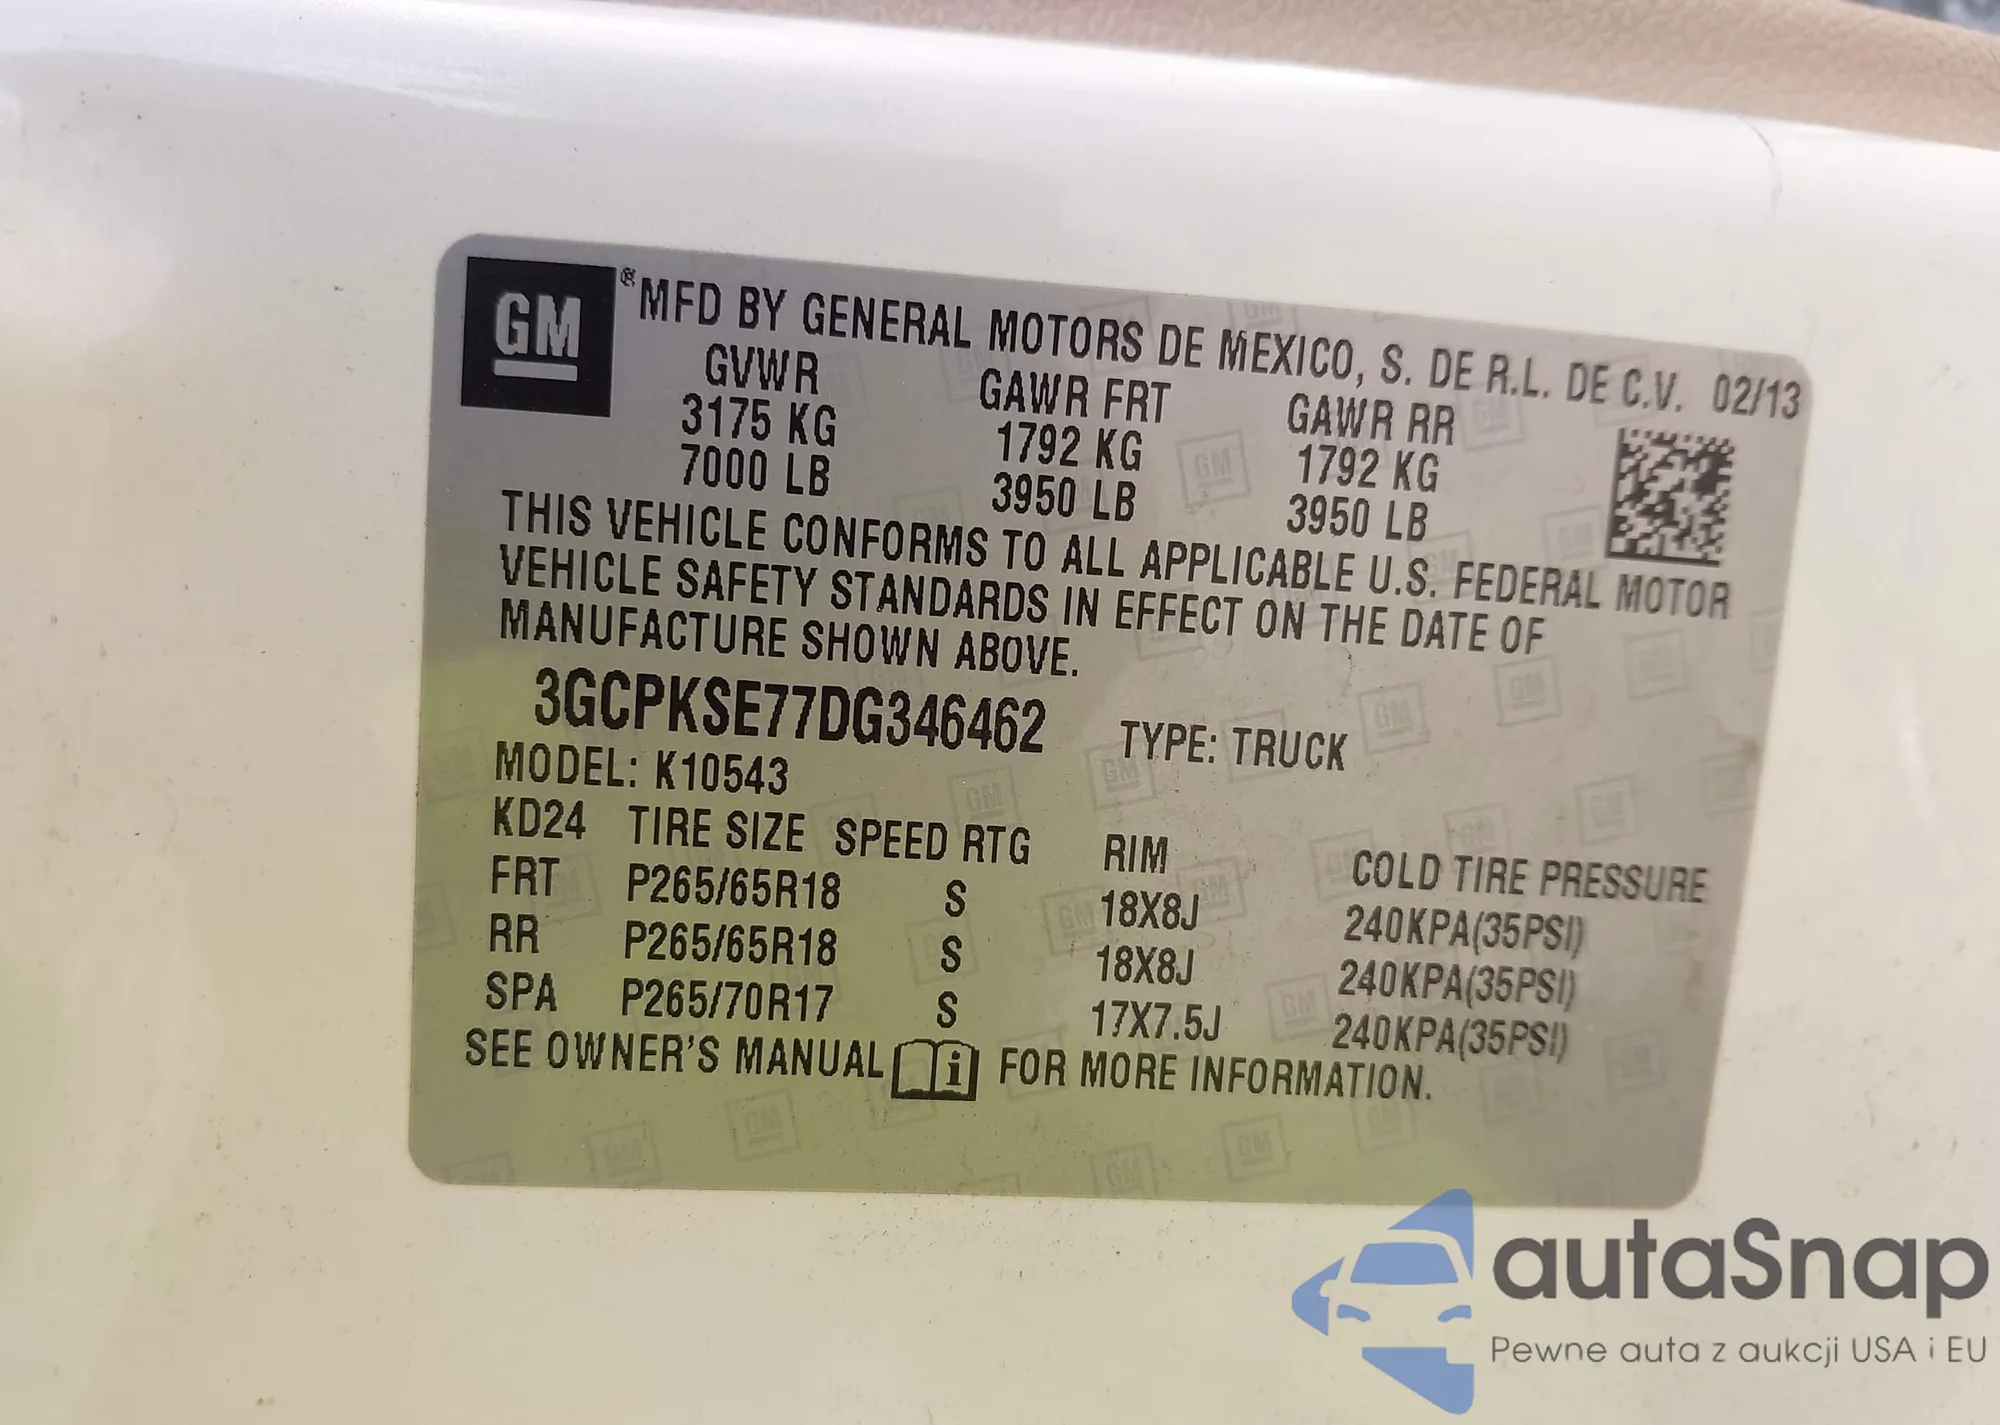 GM ® MFD BY GENERAL MOTORS DE MEXICO, S. DE R.L. DE C.V. 02/13
GVWR GAWR FRT GAWR RR
3175 KG 1792 KG 1792 KG
7000 LB 3950 LB 3950 LB
THIS VEHICLE CONFORMS TO ALL APPLICABLE U.S. FEDERAL MOTOR
VEHICLE SAFETY STANDARDS IN EFFECT ON THE DATE OF
MANUFACTURE SHOWN ABOVE.
3GCPKSE77DG346462 TYPE: TRUCK
MODEL: K10543
KD24 TIRE SIZE SPEED RTG RIM COLD TIRE PRESSURE
FRT P265/65R18 S 18X8J 240KPA(35PSI)
RR P265/65R18 S 18X8J 240KPA(35PSI)
SPA P265/70R17 S 17X7.5J 240KPA(35PSI)
SEE OWNER'S MANUAL i FOR MORE INFORMATION.
autaSnap
Pewne auta z aukcji USA i EU